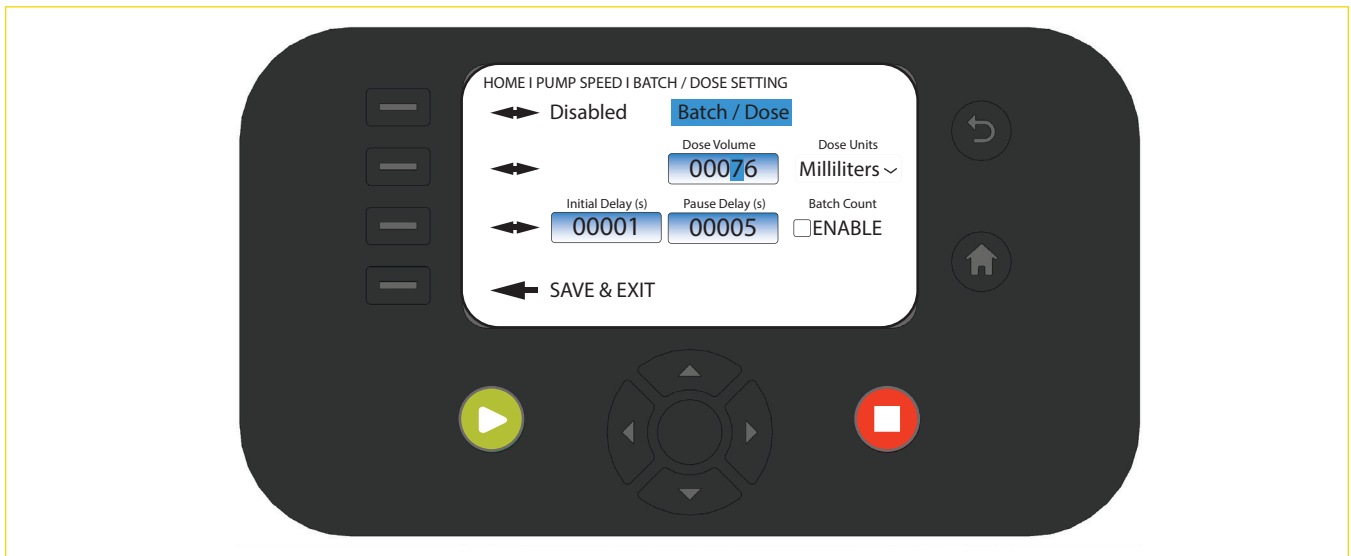 HOME I PUMP SPEED I BATCH / DOSE SETTING
Disabled Batch / Dose
Dose Volume Dose Units
00076 Milliliters
Initial Delay (s) Pause Delay (s) Batch Count
00001 00005 ENABLE
SAVE & EXIT